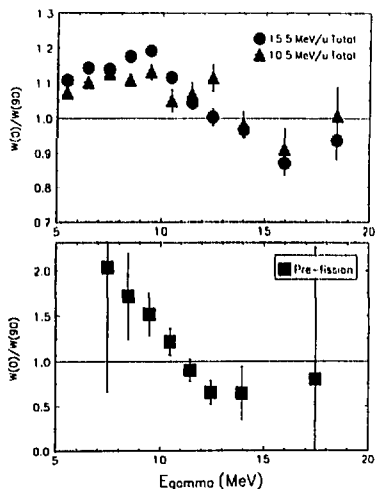 1.3
1.2
1.1
1.0
0.9
0.8
0.7
W(0)/W(90)
15.5 MeV/u Total
10.5 MeV/u Total
5 10 15 20
2.0
1.5
1.0
0.5
0.0
W(0)/W(90)
Pre-fission
5 10 15 20
Egamma (MeV)